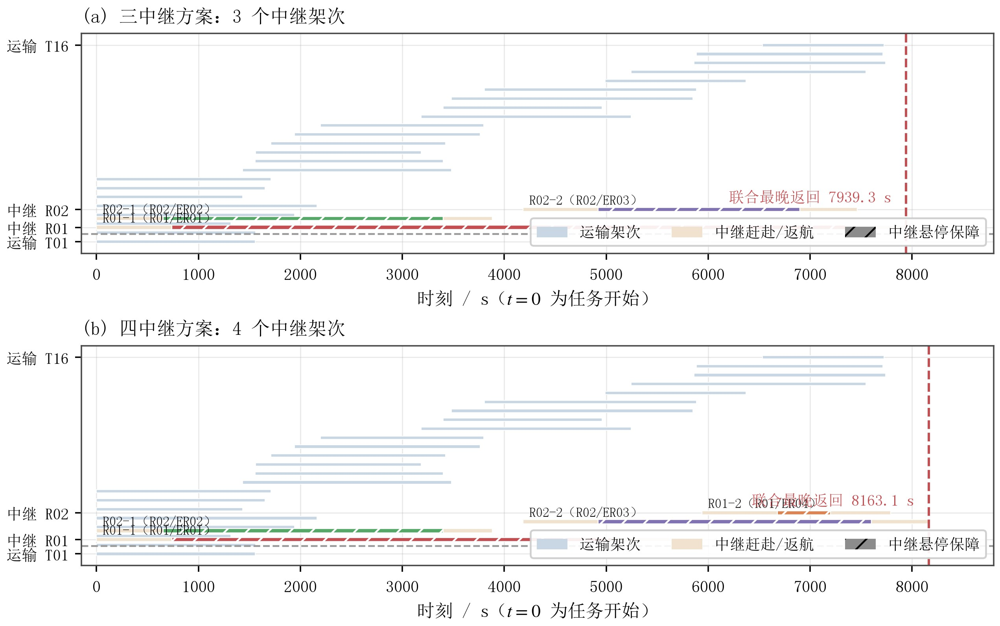 (a) 三中继方案：3 个中继架次
运输 T16
中继 R02
中继 R01
运输 T01
R02-1（R02/ER02）
R01-1（R01/ER01）
R02-2（R02/ER03）
联合最晚返回 7939.3 s
运输架次 中继赶赴/返航 中继悬停保障
0 1000 2000 3000 4000 5000 6000 7000 8000
时刻 / s（t=0 为任务开始）
(b) 四中继方案：4 个中继架次
运输 T16
中继 R02
中继 R01
运输 T01
R02-1（R02/ER02）
R01-1（R01/ER01）
R02-2（R02/ER03）
R01-2（R01/ER04）
联合最晚返回 8163.1 s
运输架次 中继赶赴/返航 中继悬停保障
0 1000 2000 3000 4000 5000 6000 7000 8000
时刻 / s（t=0 为任务开始）